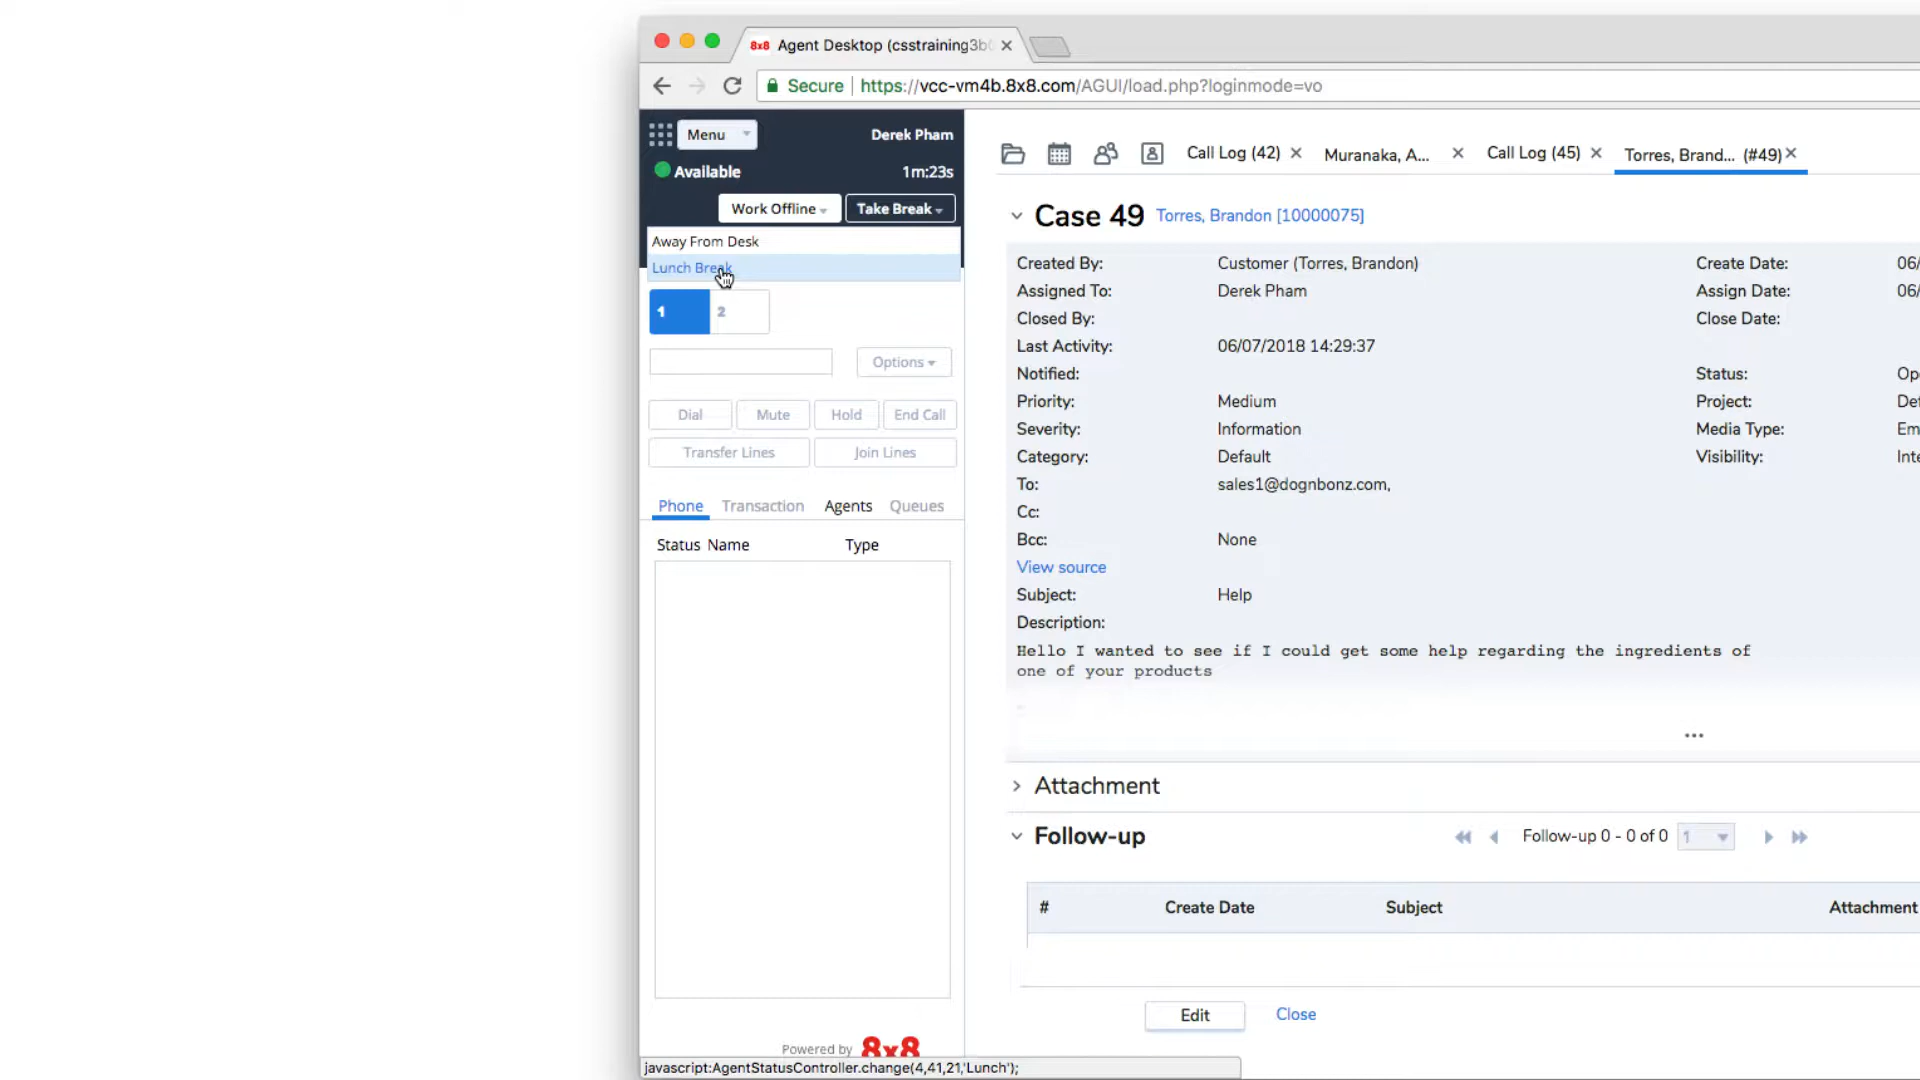 8x8 Agent Desktop (csstraining3b
Secure https://vcc-vm4b.8x8.com/AGUI/load.php?loginmode=vo
Menu Derek Pham
Available 1m:23s
Work Offline Take Break
Away From Desk
Lunch Break
1 2
Options
Dial Mute Hold End Call
Transfer Lines Join Lines
Phone Transaction Agents Queues
Status Name Type
Powered by 8x8
javascript:AgentStatusController.change(4,41,21,'Lunch');
Call Log (42) Muranaka, A... Call Log (45) Torres, Brand... (#49)
Case 49 Torres, Brandon [10000075]
Created By: Customer (Torres, Brandon) Create Date: 06/
Assigned To: Derek Pham Assign Date: 06/
Closed By: Close Date:
Last Activity: 06/07/2018 14:29:37
Notified: Status: Op
Priority: Medium Project: Def
Severity: Information Media Type: Em
Category: Default Visibility: Inte
To: sales1@dognbonz.com,
Cc:
Bcc: None
View source
Subject: Help
Description:
Hello I wanted to see if I could get some help regarding the ingredients of
one of your products
...
Attachment
Follow-up Follow-up 0 - 0 of 0 1
# Create Date Subject Attachment
Edit Close